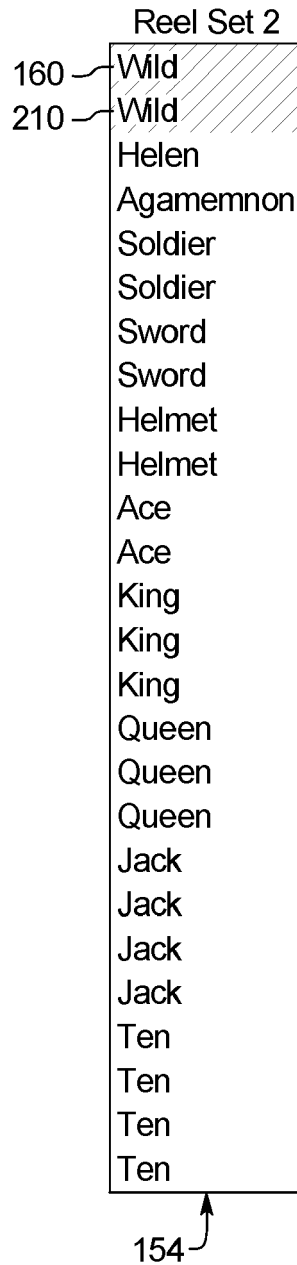 Reel Set 2
160 Wild
210 Wild
Helen
Agamemnon
Soldier
Soldier
Sword
Sword
Helmet
Helmet
Ace
Ace
King
King
King
Queen
Queen
Queen
Jack
Jack
Jack
Jack
Ten
Ten
Ten
Ten
154